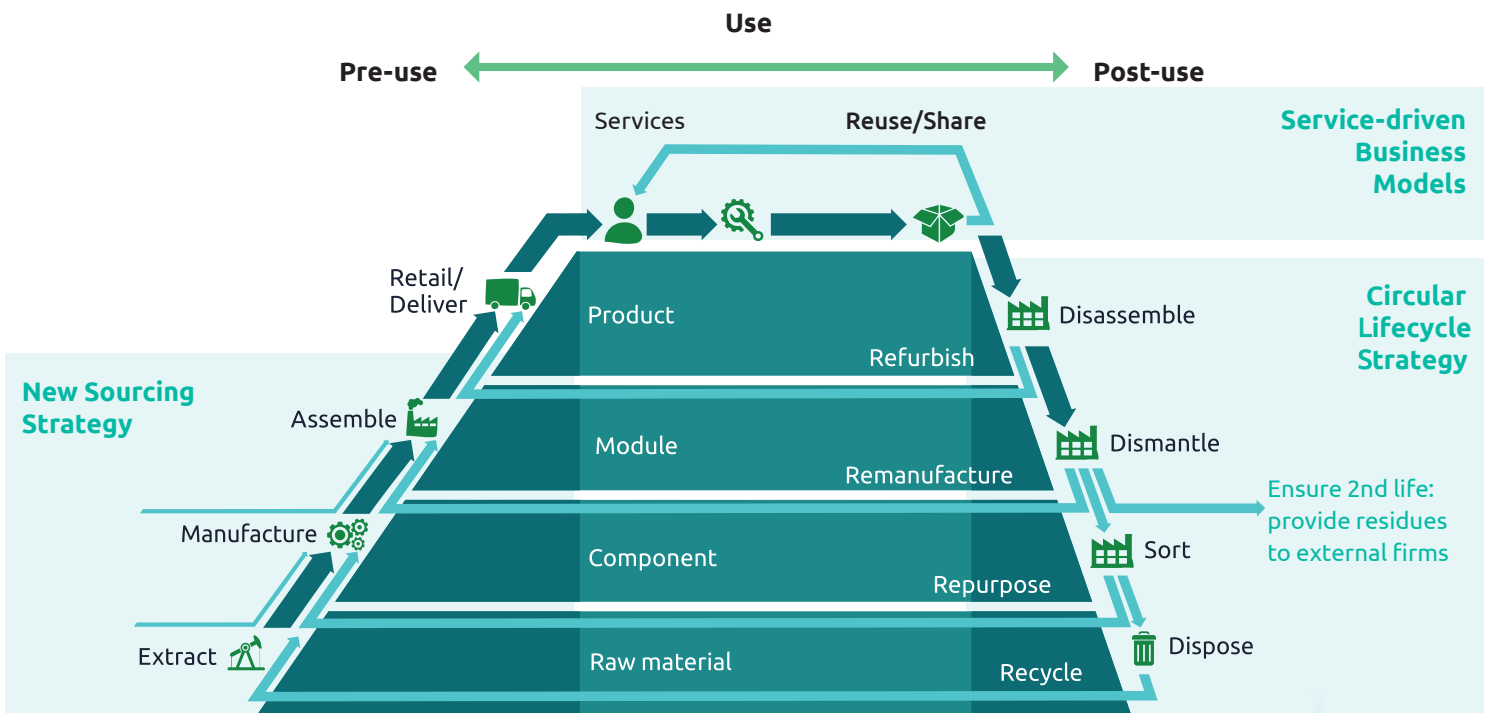 Use
Pre-use
Post-use
Services
Reuse/Share
Service-driven
Business
Models
Retail/
Deliver
Product
Refurbish
Disassemble
Circular
Lifecycle
Strategy
New Sourcing
Strategy
Assemble
Module
Remanufacture
Dismantle
Ensure 2nd life:
provide residues
to external firms
Manufacture
Component
Repurpose
Sort
Extract
Raw material
Recycle
Dispose